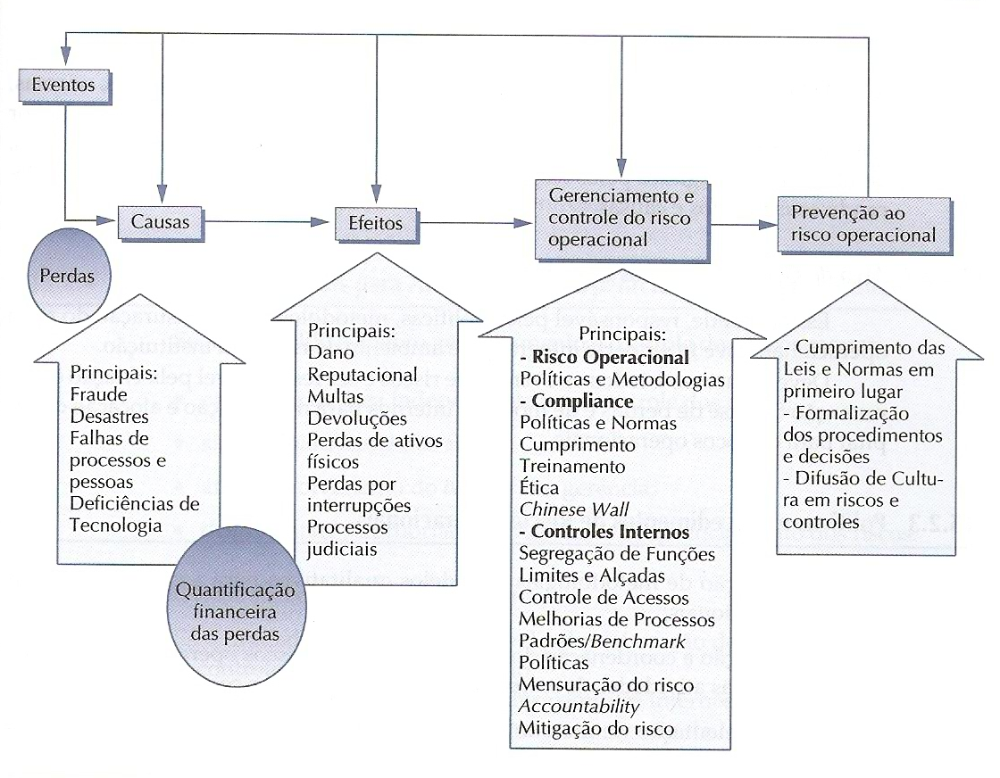 Eventos
Causas
Efeitos
Gerenciamento e
controle do risco
operacional
Prevenção ao
risco operacional
Perdas
Principais:
Fraude
Desastres
Falhas de
processos e
pessoas
Deficiências de
Tecnologia
Quantificação
financeira
das perdas
Principais:
Dano
Reputacional
Multas
Devoluções
Perdas de ativos
físicos
Perdas por
interrupções
Processos
judiciais
Principais:
- Risco Operacional
Políticas e Metodologias
- Compliance
Políticas e Normas
Cumprimento
Treinamento
Ética
Chinese Wall
- Controles Internos
Segregação de Funções
Limites e Alçadas
Controle de Acessos
Melhorias de Processos
Padrões/Benchmark
Políticas
Mensuração do risco
Accountability
Mitigação do risco
- Cumprimento das
Leis e Normas em
primeiro lugar
- Formalização
dos procedimentos
e decisões
- Difusão de Cultu-
ra em riscos e
controles